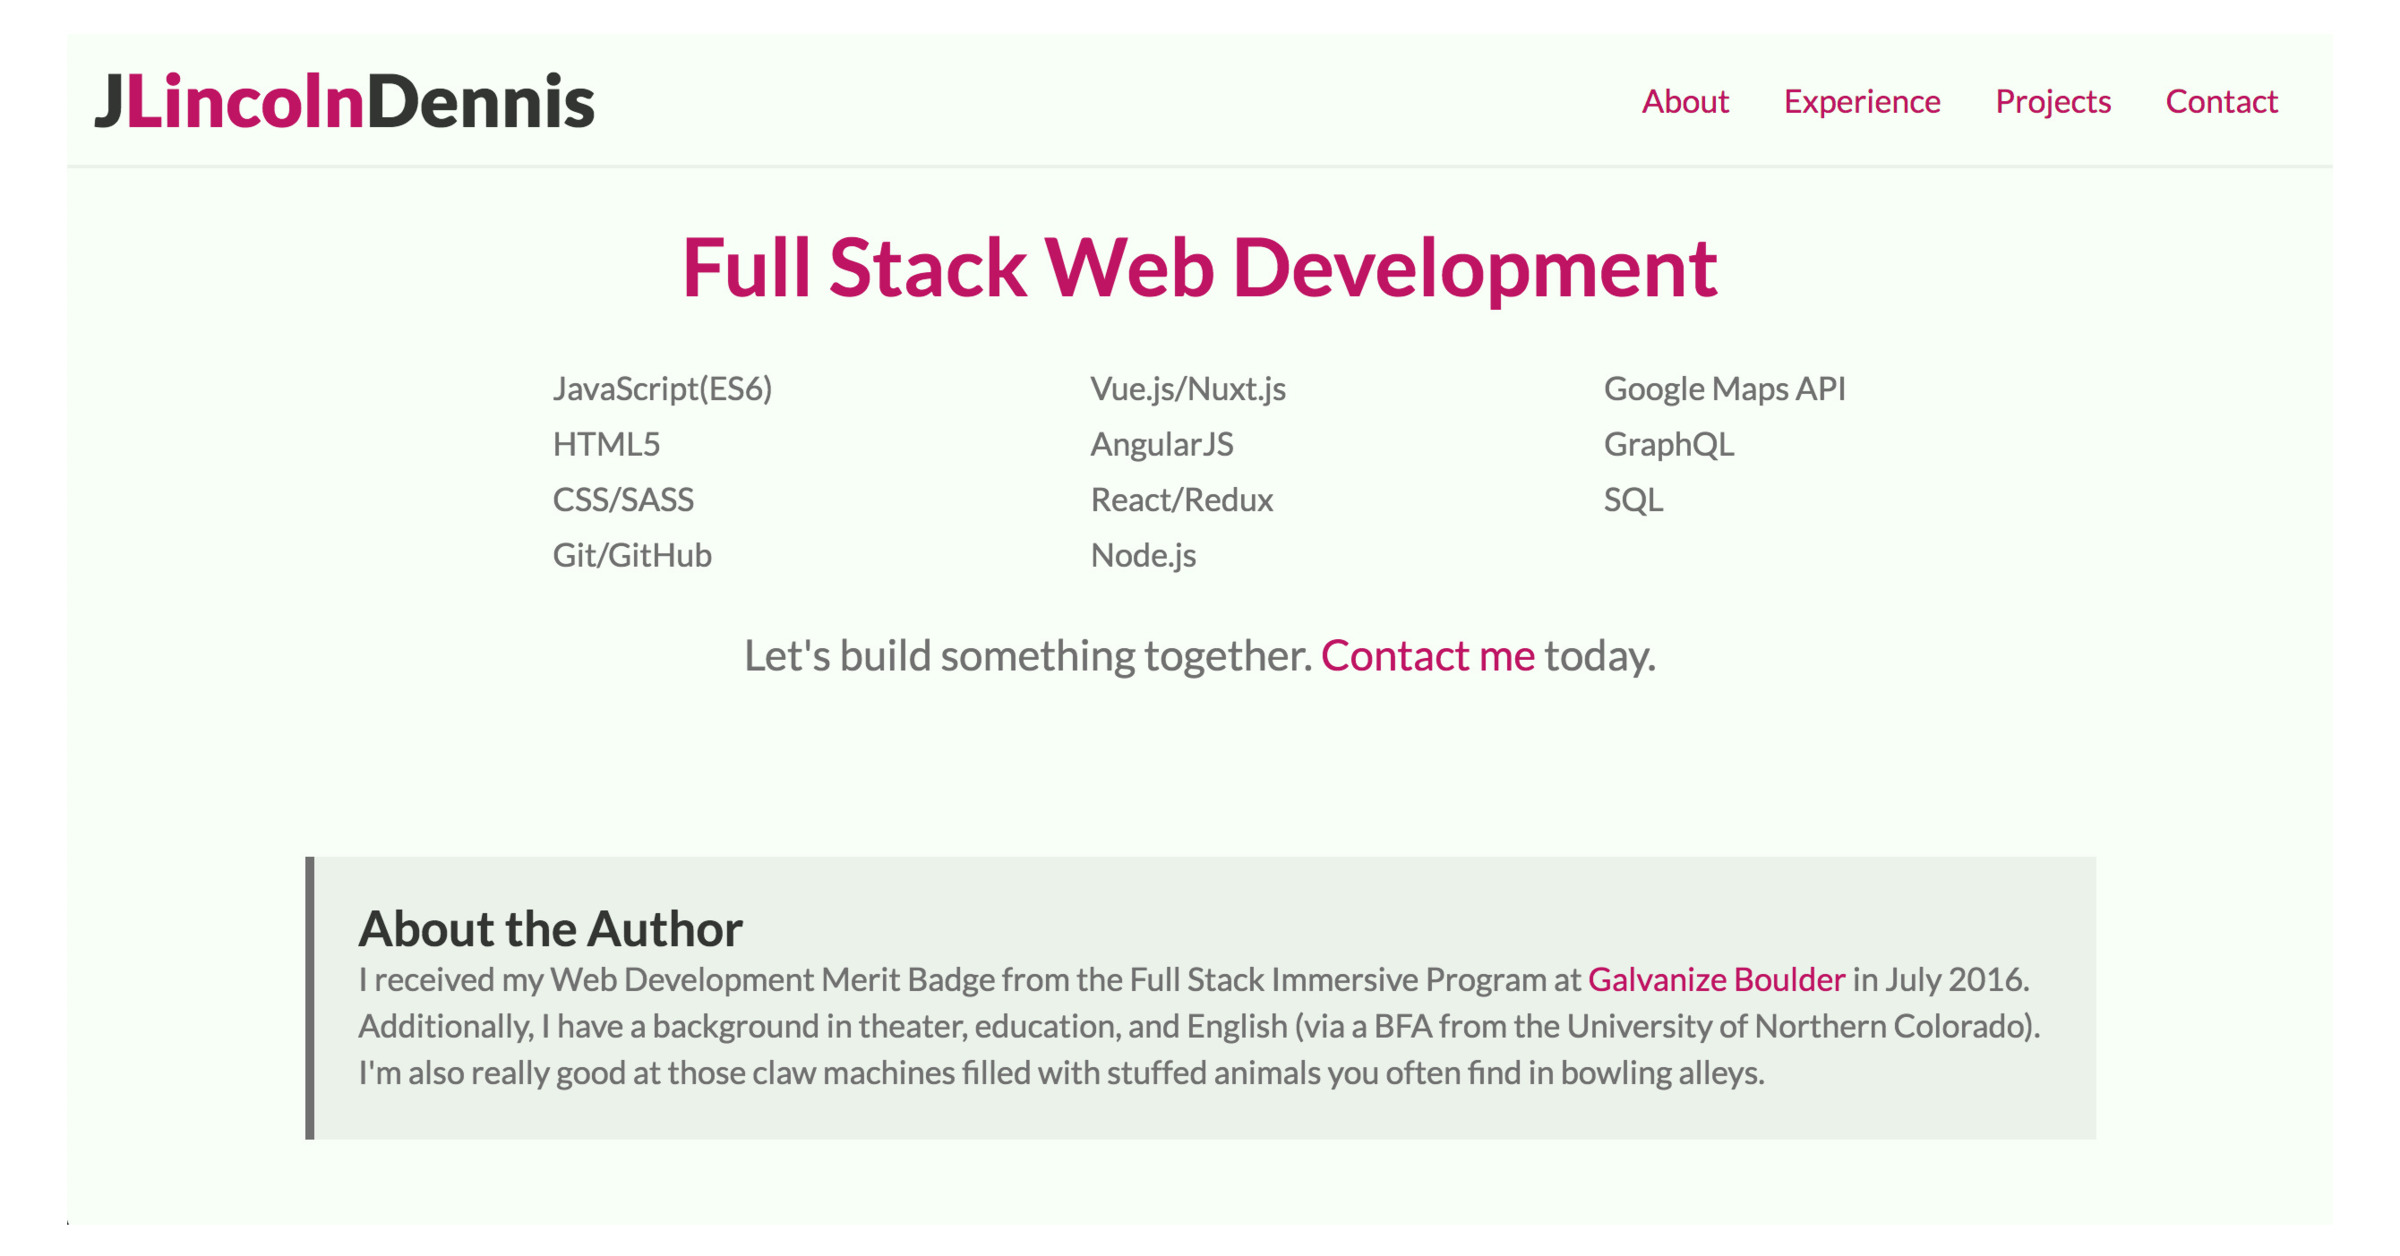 JLincolnDennis
About Experience Projects Contact
Full Stack Web Development
JavaScript(ES6)
HTML5
CSS/SASS
Git/GitHub
Vue.js/Nuxt.js
AngularJS
React/Redux
Node.js
Google Maps API
GraphQL
SQL
Let's build something together. Contact me today.
About the Author
I received my Web Development Merit Badge from the Full Stack Immersive Program at Galvanize Boulder in July 2016.
Additionally, I have a background in theater, education, and English (via a BFA from the University of Northern Colorado).
I'm also really good at those claw machines filled with stuffed animals you often find in bowling alleys.